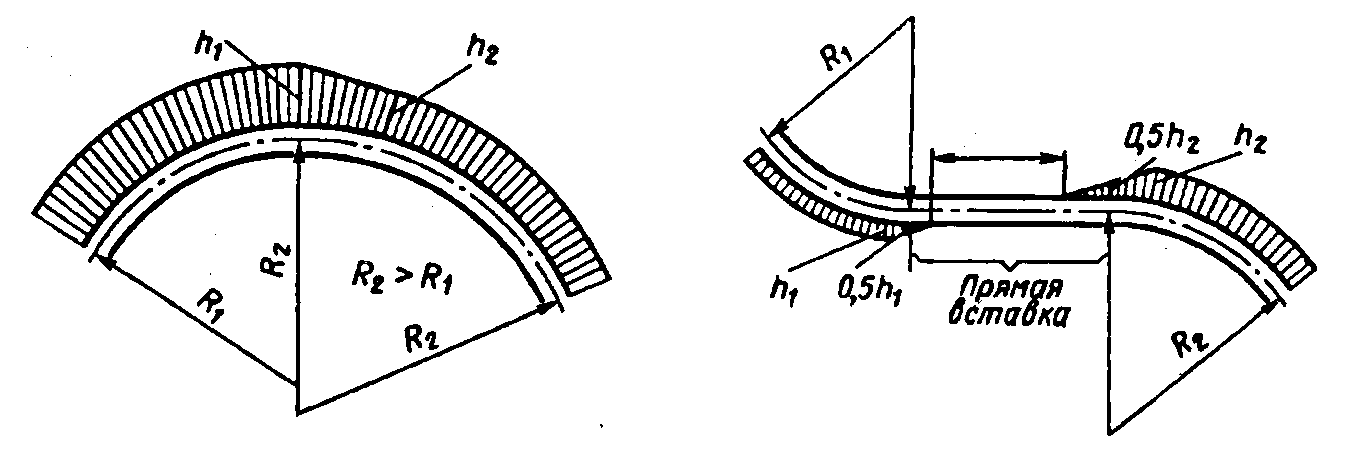 h₁
h₂
R₂
R₂ > R₁
R₁
R₂
R₁
0,5h₂
h₂
h₁
0,5h₁
Прямая
вставка
R₂